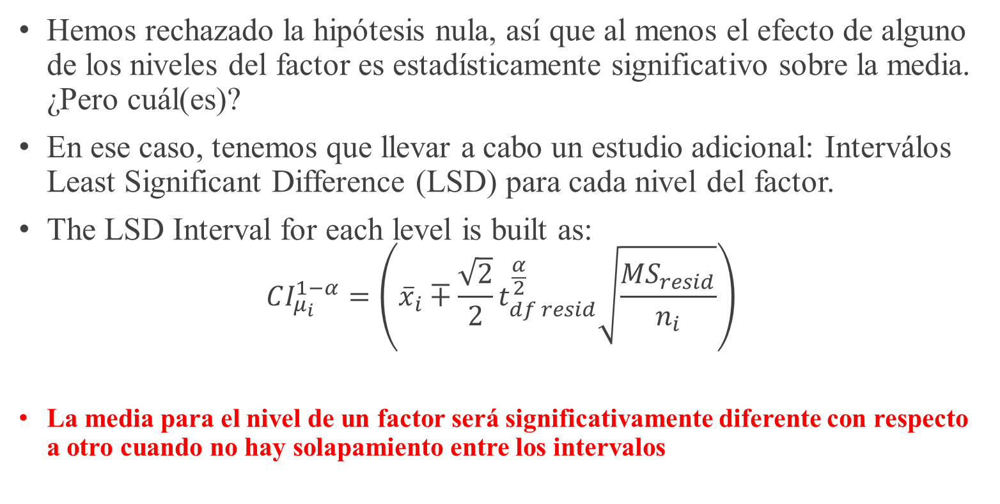 • Hemos rechazado la hipótesis nula, así que al menos el efecto de alguno
de los niveles del factor es estadísticamente significativo sobre la media.
¿Pero cuál(es)?
• En ese caso, tenemos que llevar a cabo un estudio adicional: Interválos
Least Significant Difference (LSD) para cada nivel del factor.
• The LSD Interval for each level is built as:
$CI_{\mu_i}^{1-\alpha} = \left( \bar{x}_i \mp \frac{\sqrt{2}}{2} t_{df\ resid}^{\frac{\alpha}{2}} \sqrt{\frac{MS_{resid}}{n_i}} \right)$
• La media para el nivel de un factor será significativamente diferente con respecto
a otro cuando no hay solapamiento entre los intervalos